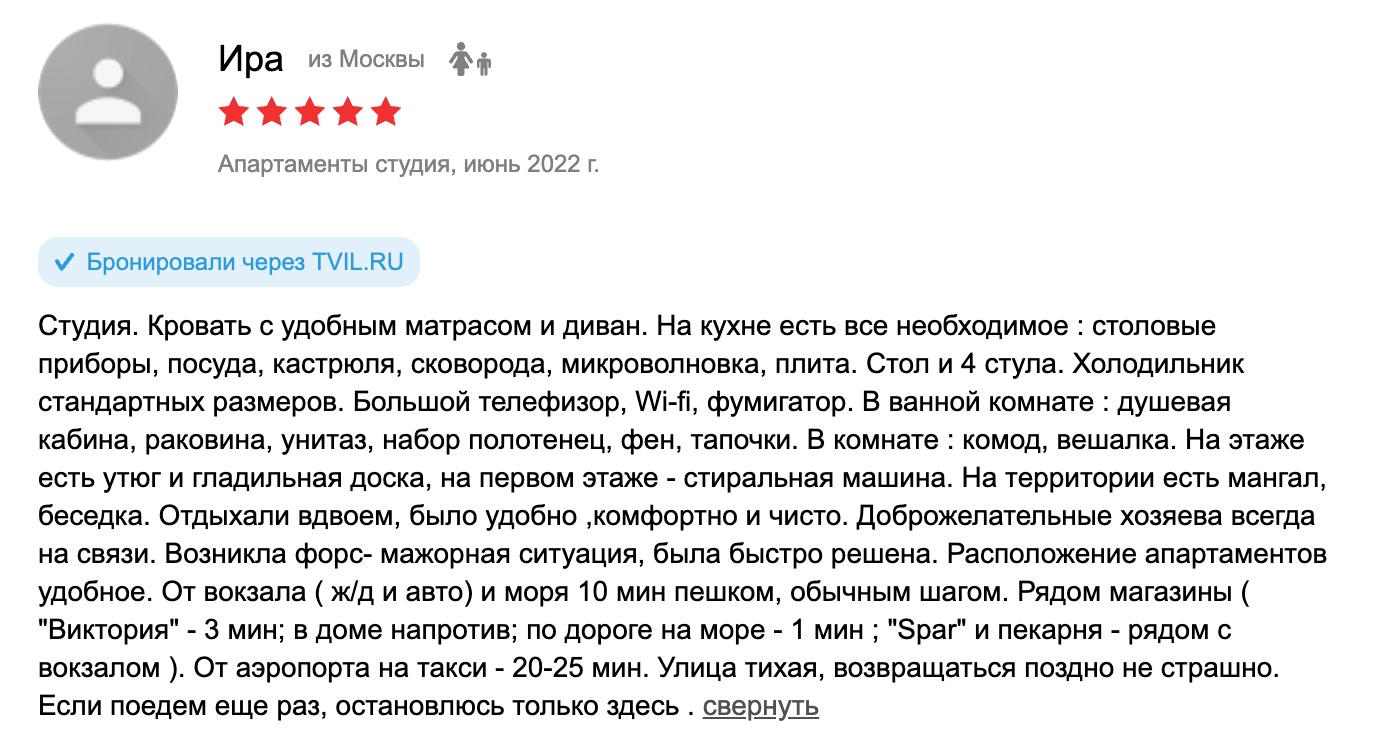 Ира из Москвы
Апартаменты студия, июнь 2022 г.
Бронировали через TVIL.RU
Студия. Кровать с удобным матрасом и диван. На кухне есть все необходимое : столовые
приборы, посуда, кастрюля, сковорода, микроволновка, плита. Стол и 4 стула. Холодильник
стандартных размеров. Большой телефизор, Wi-fi, фумигатор. В ванной комнате : душевая
кабина, раковина, унитаз, набор полотенец, фен, тапочки. В комнате : комод, вешалка. На этаже
есть утюг и гладильная доска, на первом этаже - стиральная машина. На территории есть мангал,
беседка. Отдыхали вдвоем, было удобно ,комфортно и чисто. Доброжелательные хозяева всегда
на связи. Возникла форс- мажорная ситуация, была быстро решена. Расположение апартаментов
удобное. От вокзала ( ж/д и авто) и моря 10 мин пешком, обычным шагом. Рядом магазины (
"Виктория" - 3 мин; в доме напротив; по дороге на море - 1 мин ; "Spar" и пекарня - рядом с
вокзалом ). От аэропорта на такси - 20-25 мин. Улица тихая, возвращаться поздно не страшно.
Если поедем еще раз, остановлюсь только здесь . свернуть